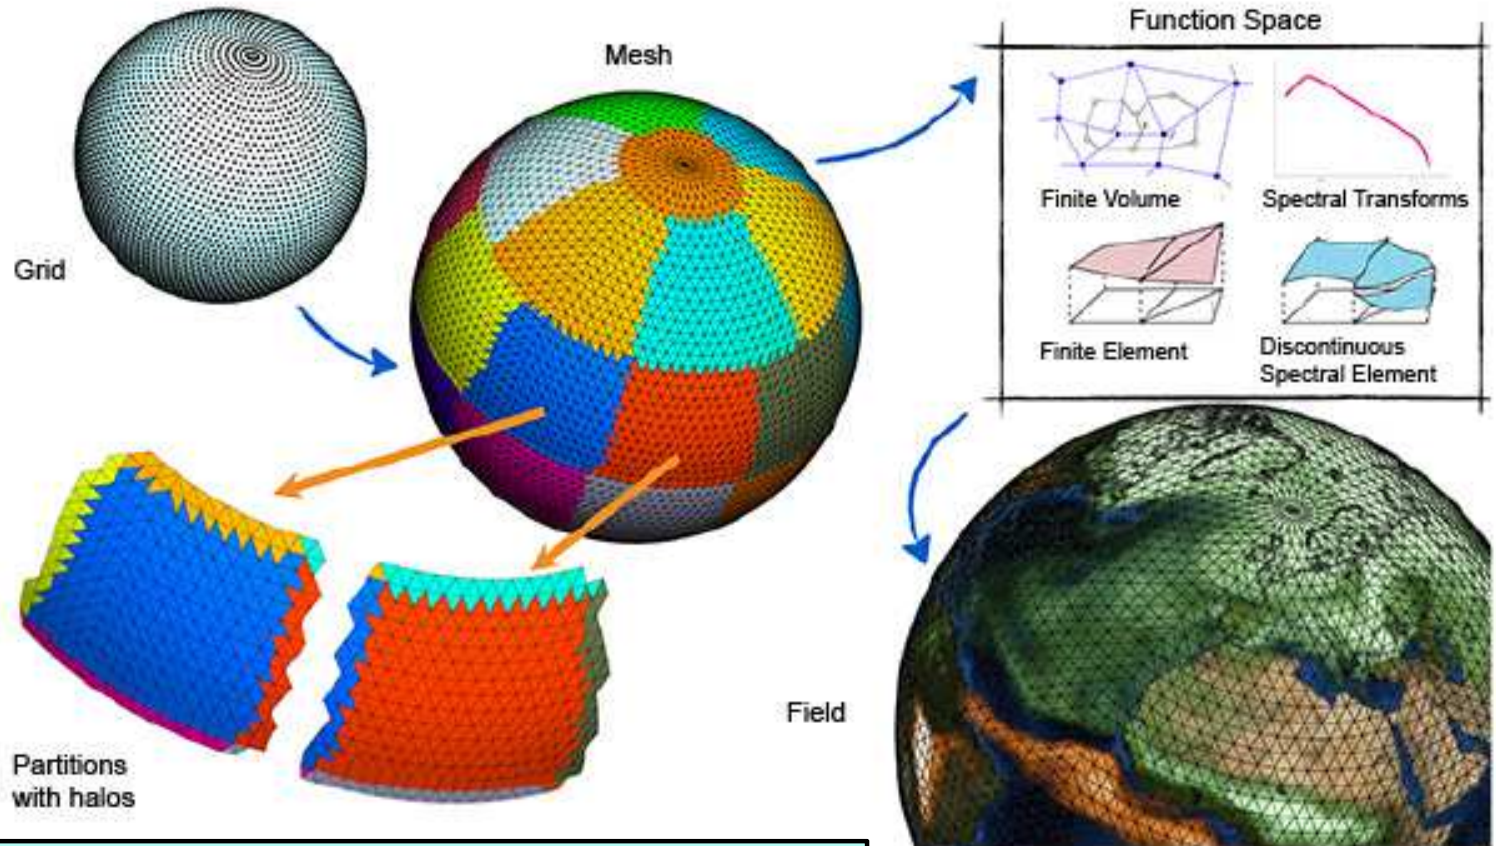 Function Space
Mesh
Grid
Finite Volume
Spectral Transforms
Finite Element
Discontinuous
Spectral Element
Field
Partitions
with halos